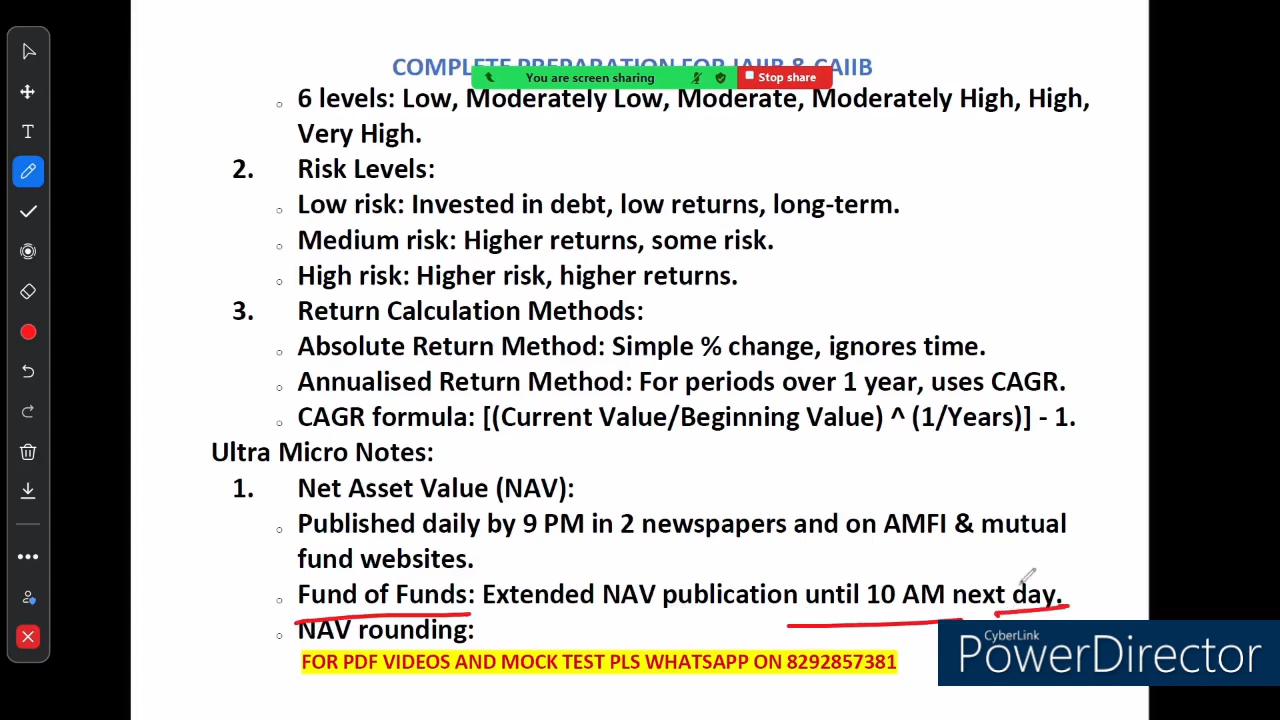 COMPLETE PREPARATION FOR JAIIB & CAIIB
You are screen sharing
Stop share
○ 6 levels: Low, Moderately Low, Moderate, Moderately High, High,
Very High.
2. Risk Levels:
○ Low risk: Invested in debt, low returns, long-term.
○ Medium risk: Higher returns, some risk.
○ High risk: Higher risk, higher returns.
3. Return Calculation Methods:
○ Absolute Return Method: Simple % change, ignores time.
○ Annualised Return Method: For periods over 1 year, uses CAGR.
○ CAGR formula: [(Current Value/Beginning Value) ^ (1/Years)] - 1.
Ultra Micro Notes:
1. Net Asset Value (NAV):
○ Published daily by 9 PM in 2 newspapers and on AMFI & mutual
fund websites.
○ Fund of Funds: Extended NAV publication until 10 AM next day.
○ NAV rounding:
FOR PDF VIDEOS AND MOCK TEST PLS WHATSAPP ON 8292857381
CyberLink
PowerDirector
T